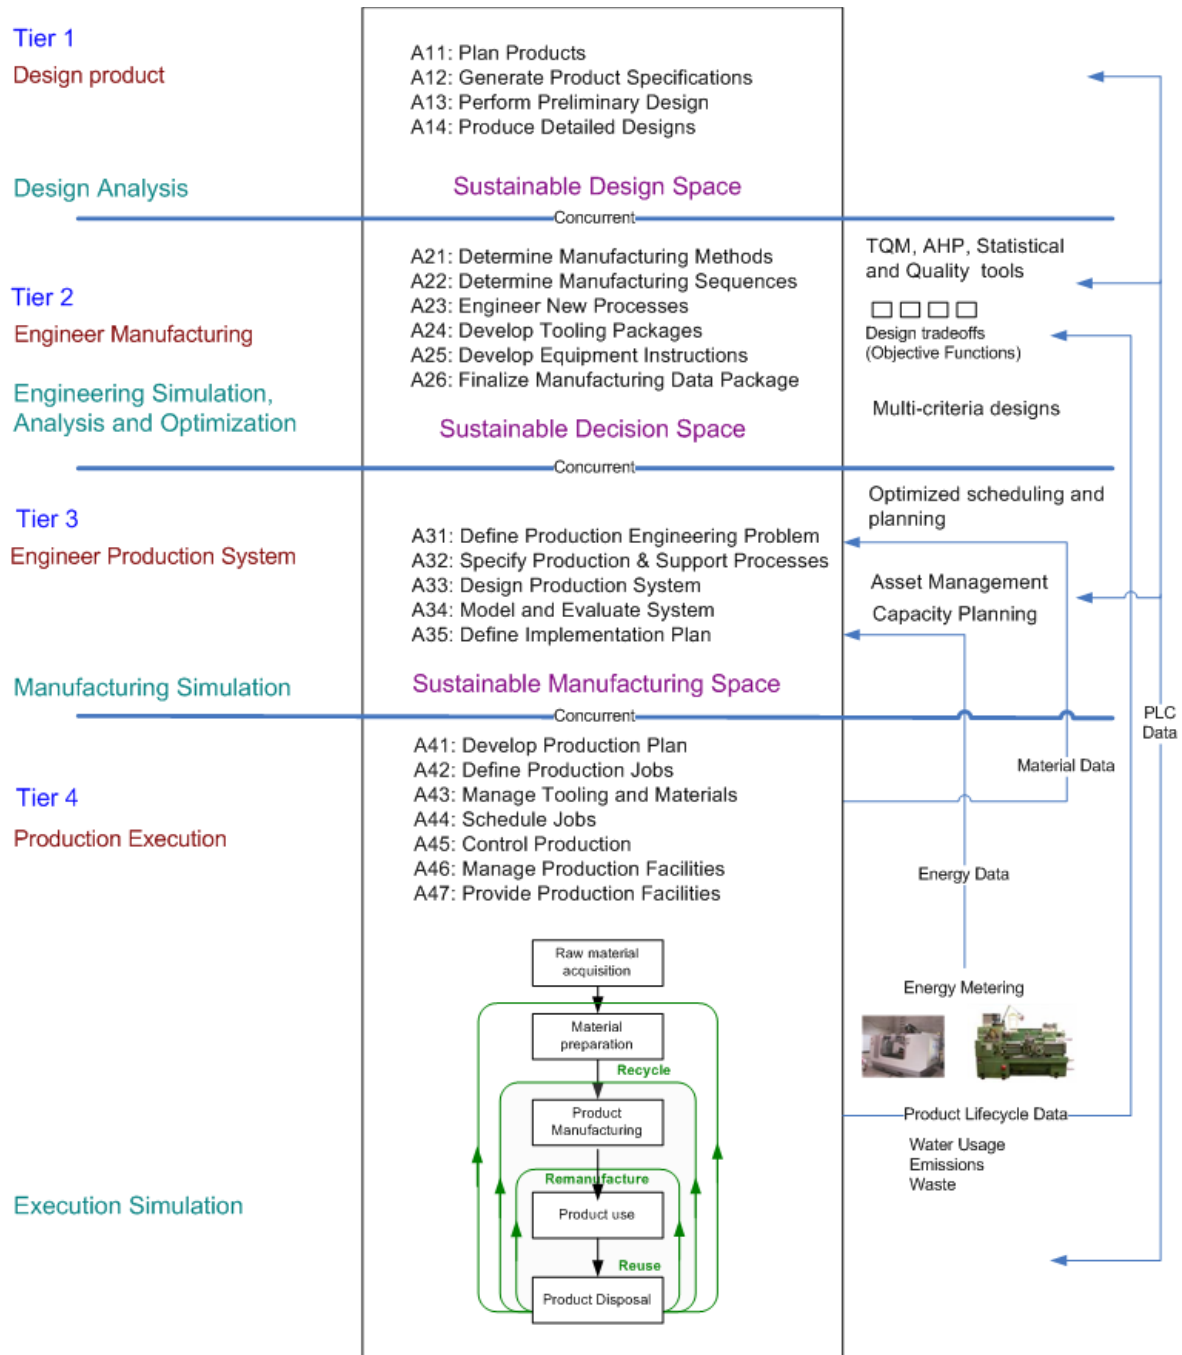 Tier 1
Design product
A11: Plan Products
A12: Generate Product Specifications
A13: Perform Preliminary Design
A14: Produce Detailed Designs
Design Analysis
Sustainable Design Space
Concurrent
Tier 2
Engineer Manufacturing
A21: Determine Manufacturing Methods
A22: Determine Manufacturing Sequences
A23: Engineer New Processes
A24: Develop Tooling Packages
A25: Develop Equipment Instructions
A26: Finalize Manufacturing Data Package
TQM, AHP, Statistical
and Quality tools
Design tradeoffs
(Objective Functions)
Multi-criteria designs
Engineering Simulation,
Analysis and Optimization
Sustainable Decision Space
Concurrent
Tier 3
Engineer Production System
A31: Define Production Engineering Problem
A32: Specify Production & Support Processes
A33: Design Production System
A34: Model and Evaluate System
A35: Define Implementation Plan
Optimized scheduling and
planning
Asset Management
Capacity Planning
Manufacturing Simulation
Sustainable Manufacturing Space
Concurrent
PLC
Data
Material Data
Tier 4
Production Execution
A41: Develop Production Plan
A42: Define Production Jobs
A43: Manage Tooling and Materials
A44: Schedule Jobs
A45: Control Production
A46: Manage Production Facilities
A47: Provide Production Facilities
Energy Data
Energy Metering
Raw material
acquisition
Material
preparation
Recycle
Product
Manufacturing
Remanufacture
Product use
Reuse
Product Disposal
Product Lifecycle Data
Water Usage
Emissions
Waste
Execution Simulation